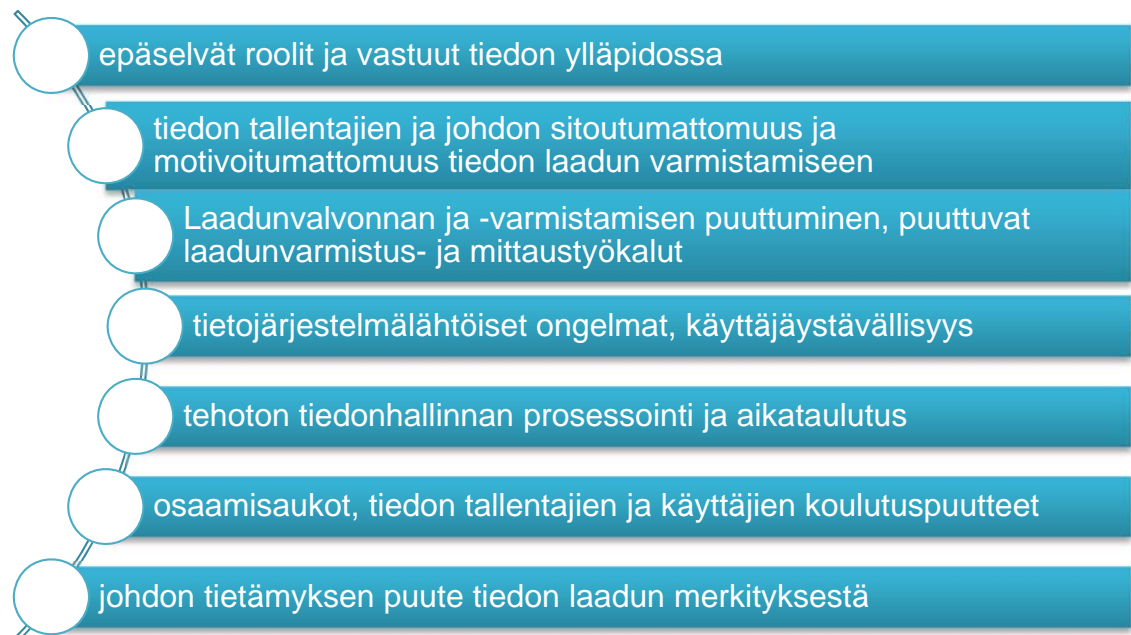 epäselvät roolit ja vastuut tiedon ylläpidossa
tiedon tallentajien ja johdon sitoutumattomuus ja
motivoitumattomuus tiedon laadun varmistamiseen
Laadunvalvonnan ja -varmistamisen puuttuminen, puuttuvat
laadunvarmistus- ja mittaustyökalut
tietojärjestelmälähtöiset ongelmat, käyttäjäystävällisyys
tehoton tiedonhallinnan prosessointi ja aikataulutus
osaamisaukot, tiedon tallentajien ja käyttäjien koulutuspuutteet
johdon tietämyksen puute tiedon laadun merkityksestä